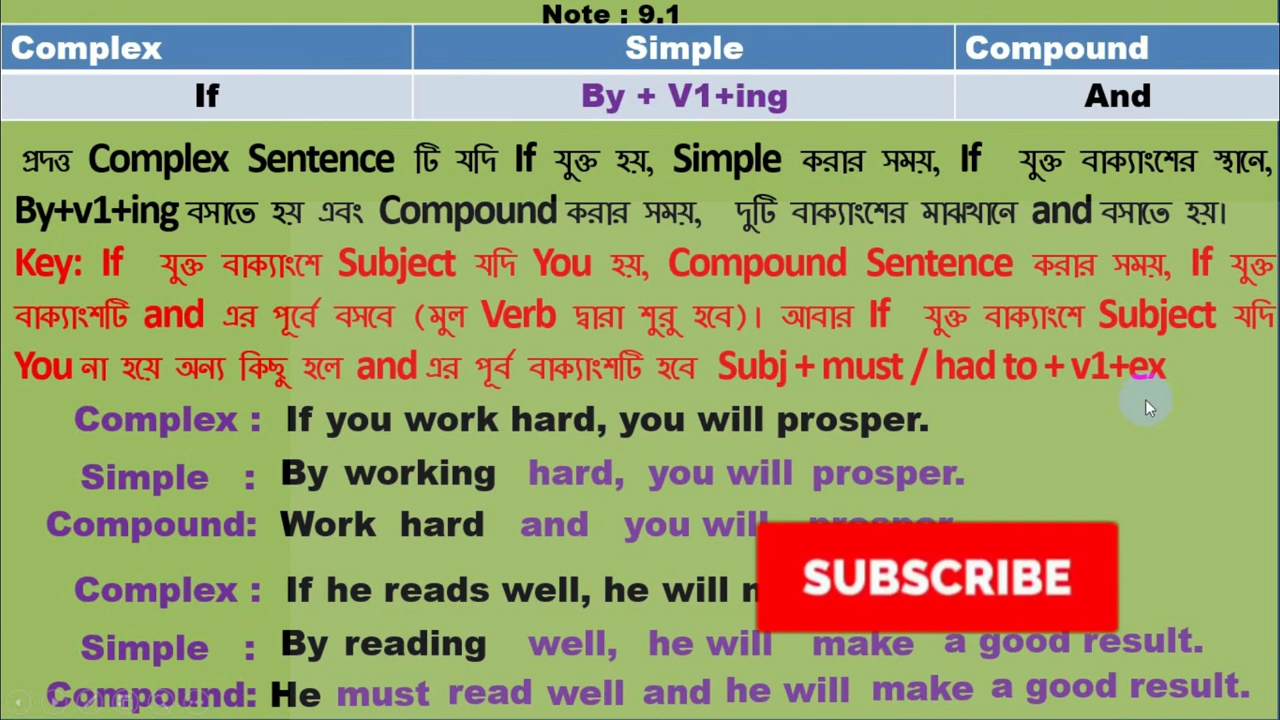 Note : 9.1
Complex Simple Compound
If By + V1+ing And
প্রদত্ত Complex Sentence টি যদি If যুক্ত হয়, Simple করার সময়, If যুক্ত বাক্যাংশের স্থানে,
By+v1+ing বসাতে হয় এবং Compound করার সময়, দুটি বাক্যাংশের মাঝখানে and বসাতে হয়।
Key: If যুক্ত বাক্যাংশে Subject যদি You হয়, Compound Sentence করার সময়, If যুক্ত
বাক্যাংশটি and এর পূর্বে বসবে (মুল Verb দ্বারা শুরু হবে)। আবার If যুক্ত বাক্যাংশে Subject যদি
You না হয়ে অন্য কিছু হলে and এর পূর্ব বাক্যাংশটি হবে Subj + must / had to + v1+ex
Complex : If you work hard, you will prosper.
Simple : By working hard, you will prosper.
Compound: Work hard and you will prosper
Complex : If he reads well, he will
SUBSCRIBE
Simple : By reading well, he will make a good result.
Compound: He must read well and he will make a good result.